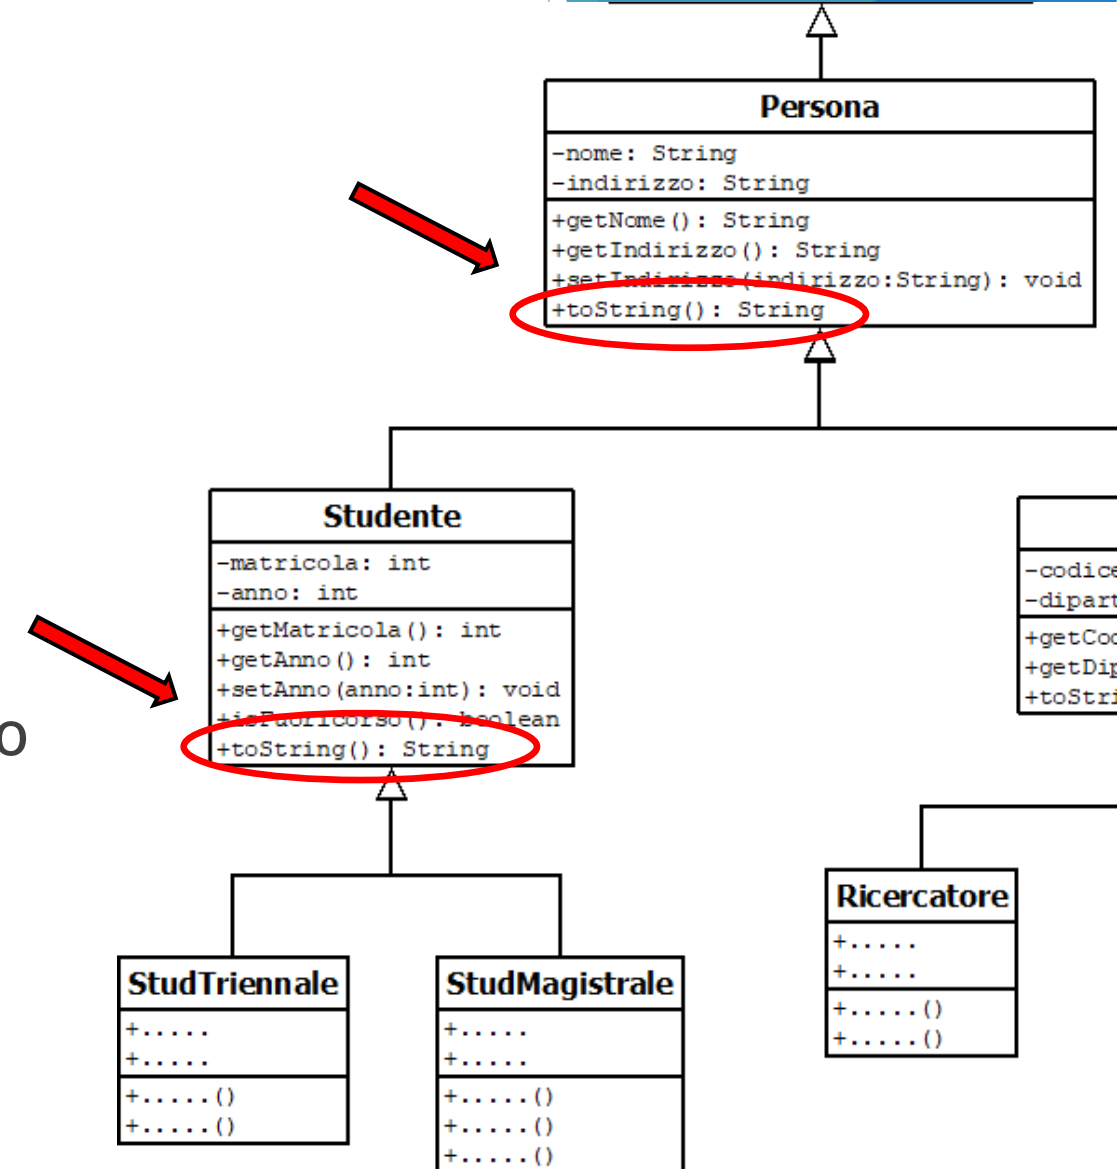 Persona
-nome: String
-indirizzo: String
+getNome(): String
+getIndirizzo(): String
+setIndirizzo(indirizzo:String): void
+toString(): String
Studente
-matricola: int
-anno: int
+getMatricola(): int
+getAnno(): int
+setAnno(anno:int): void
+isFuoricorso(): boolean
+toString(): String
o
-codice
-dipart
+getCod
+getDip
+toStri
Ricercatore
+.....
+.....
+.....()
+.....()
StudTriennale
+.....
+.....
+.....()
+.....()
StudMagistrale
+.....
+.....
+.....()
+.....()
+.....()